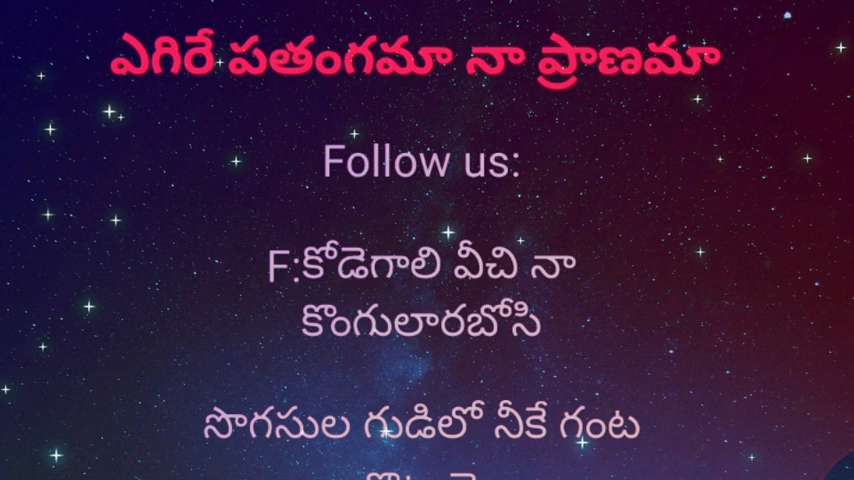 ఎగిరే పతంగమా నా ప్రాణమా
Follow us:
F:కోడెగాలి వీచి నా
కొంగులారబోసి
సొగసుల గుడిలో నీకే గంట